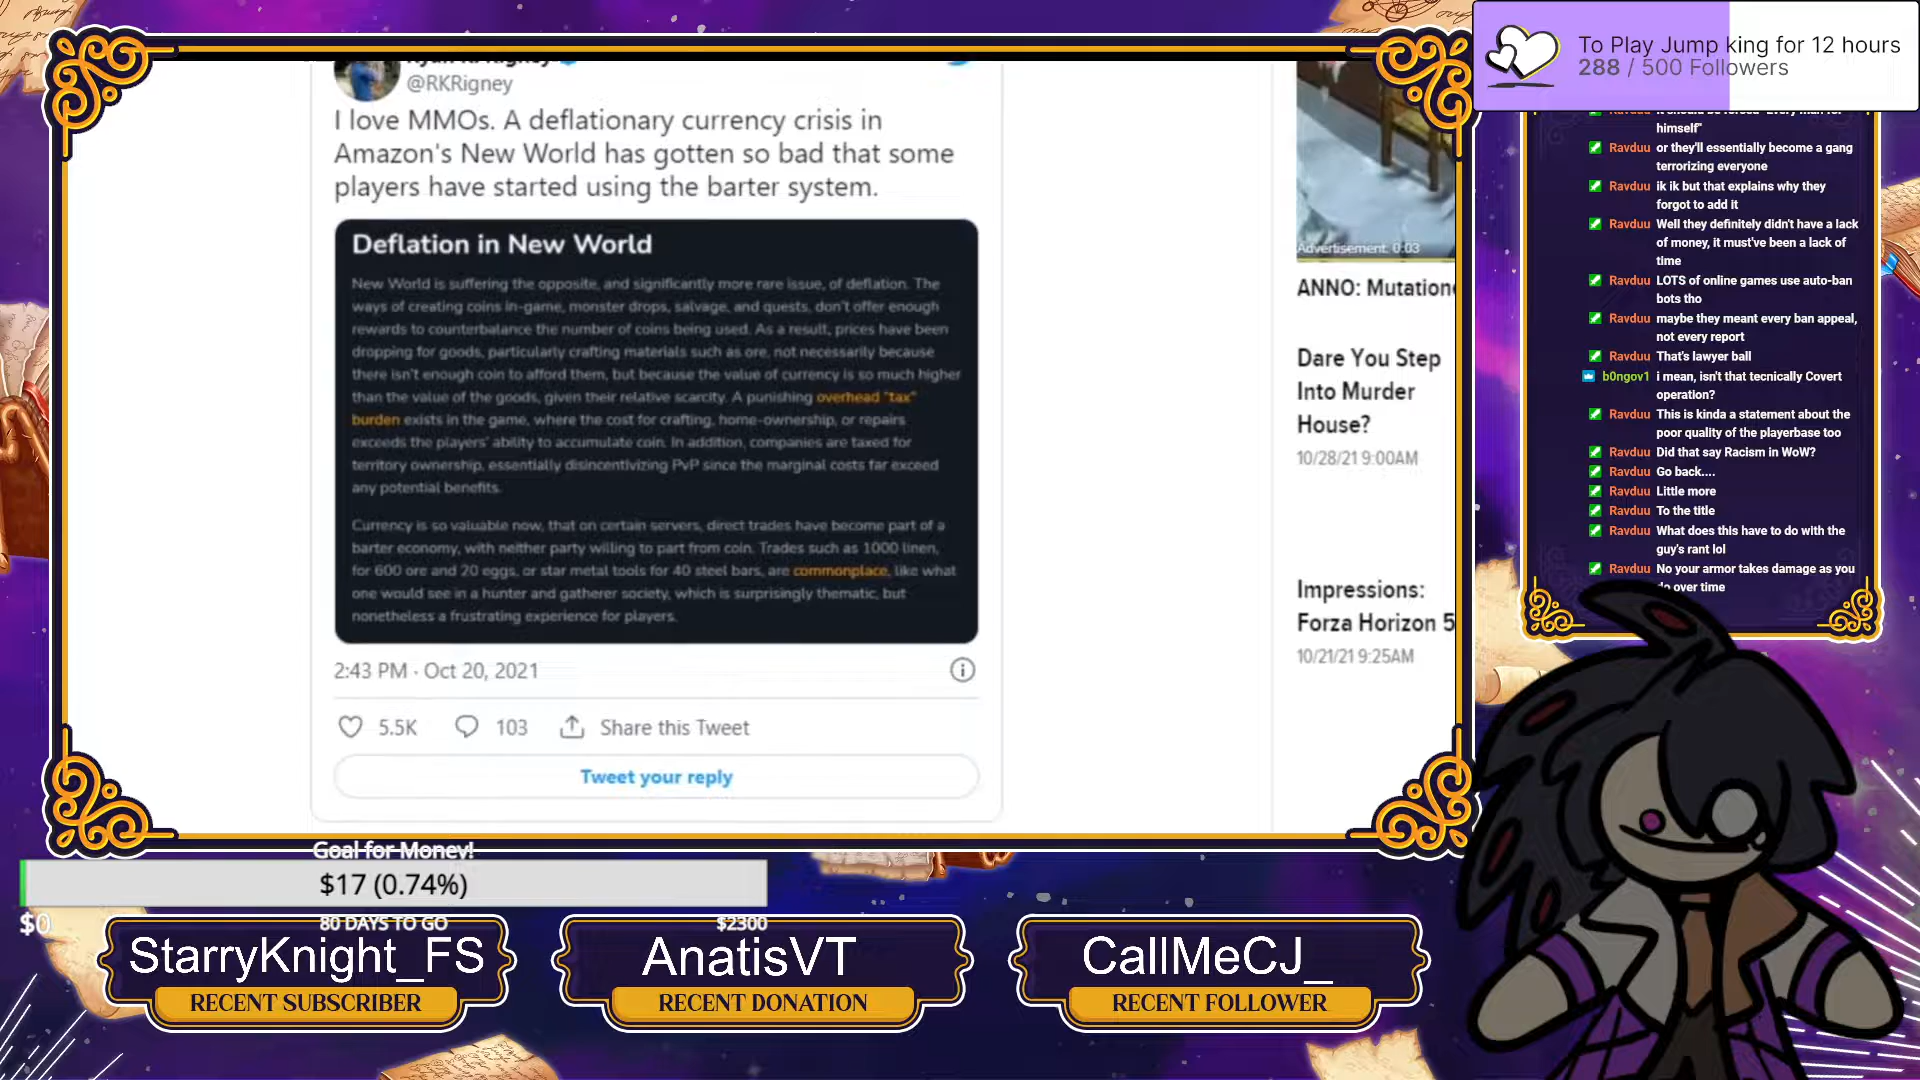 @RKRigney
I love MMOs. A deflationary currency crisis in
Amazon's New World has gotten so bad that some
players have started using the barter system.
Deflation in New World
New World is suffering the opposite, and significantly more rare issue, of deflation. The
ways of creating coins in-game, monster drops, salvage, and quests, don't offer enough
rewards to counterbalance the number of coins being used. As a result, prices have been
dropping for goods, particularly crafting materials such as ore, not necessarily because
there isn't enough coin to afford them, but because the value of currency is so much higher
than the value of the goods, given their relative scarcity. A punishing overhead "tax"
burden exists in the game, where the cost for crafting, home-ownership, or repairs
exceeds the players' ability to accumulate coin. In addition, companies are taxed for
territory ownership, essentially disincentivizing PvP since the marginal costs far exceed
any potential benefits.
Currency is so valuable now, that on certain servers, direct trades have become part of a
barter economy, with neither party willing to part from coin. Trades such as 1000 linen,
for 600 ore and 20 eggs, or star metal tools for 40 steel bars, are commonplace, like what
one would see in a hunter and gatherer society, which is surprisingly thematic, but
nonetheless a frustrating experience for players.
2:43 PM · Oct 20, 2021
5.5K 103 Share this Tweet
Tweet your reply
Advertisement: 0:03
ANNO: Mutation
Dare You Step
Into Murder
House?
10/28/21 9:00AM
Impressions:
Forza Horizon 5
10/21/21 9:25AM
To Play Jump king for 12 hours
288 / 500 Followers
himself"
Ravduu or they'll essentially become a gang
terrorizing everyone
Ravduu ik ik but that explains why they
forgot to add it
Ravduu Well they definitely didn't have a lack
of money, it must've been a lack of
time
Ravduu LOTS of online games use auto-ban
bots tho
Ravduu maybe they meant every ban appeal,
not every report
Ravduu That's lawyer ball
b0ngov1 i mean, isn't that tecnically Covert
operation?
Ravduu This is kinda a statement about the
poor quality of the playerbase too
Ravduu Did that say Racism in WoW?
Ravduu Go back....
Ravduu Little more
Ravduu To the title
Ravduu What does this have to do with the
guy's rant lol
Ravduu No your armor takes damage as you
do over time
Goal for Money!
$17 (0.74%)
$0 80 DAYS TO GO $2300
StarryKnight_FS
RECENT SUBSCRIBER
AnatisVT
RECENT DONATION
CallMeCJ_
RECENT FOLLOWER